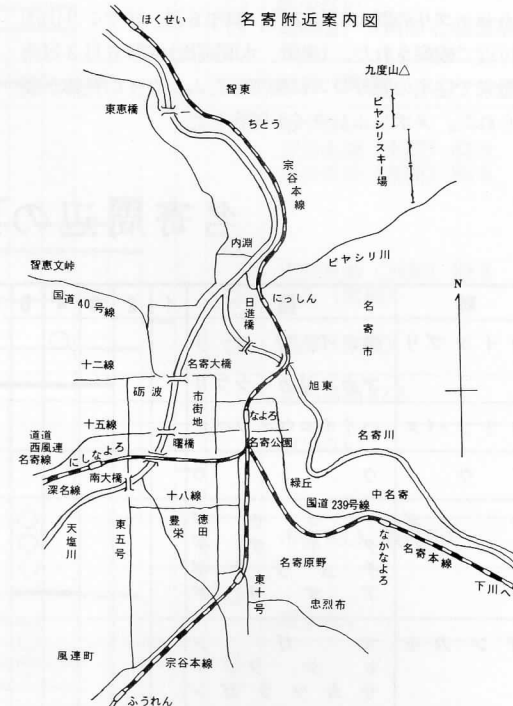 名寄附近案内図
ほくせい
九度山
智東
東恵橋
ちとう
ピヤシリスキー場
宗谷本線
内淵
ピヤシリ川
智恵文峠
国道40号線
にっしん
日進橋
名寄市
N
十二線
名寄大橋
砺波
市街地
旭東
十五線
なよろ
道道
西風連
名寄線
にしなよろ
曙橋
名寄公園
名寄川
深名線
南大橋
緑丘
中名寄
十八線
国道239号線
天塩川
東五号
豊栄
徳田
なかなよろ
名寄本線
名寄原野
下川へ
東十号
忠烈布
風連町
宗谷本線
ふうれん